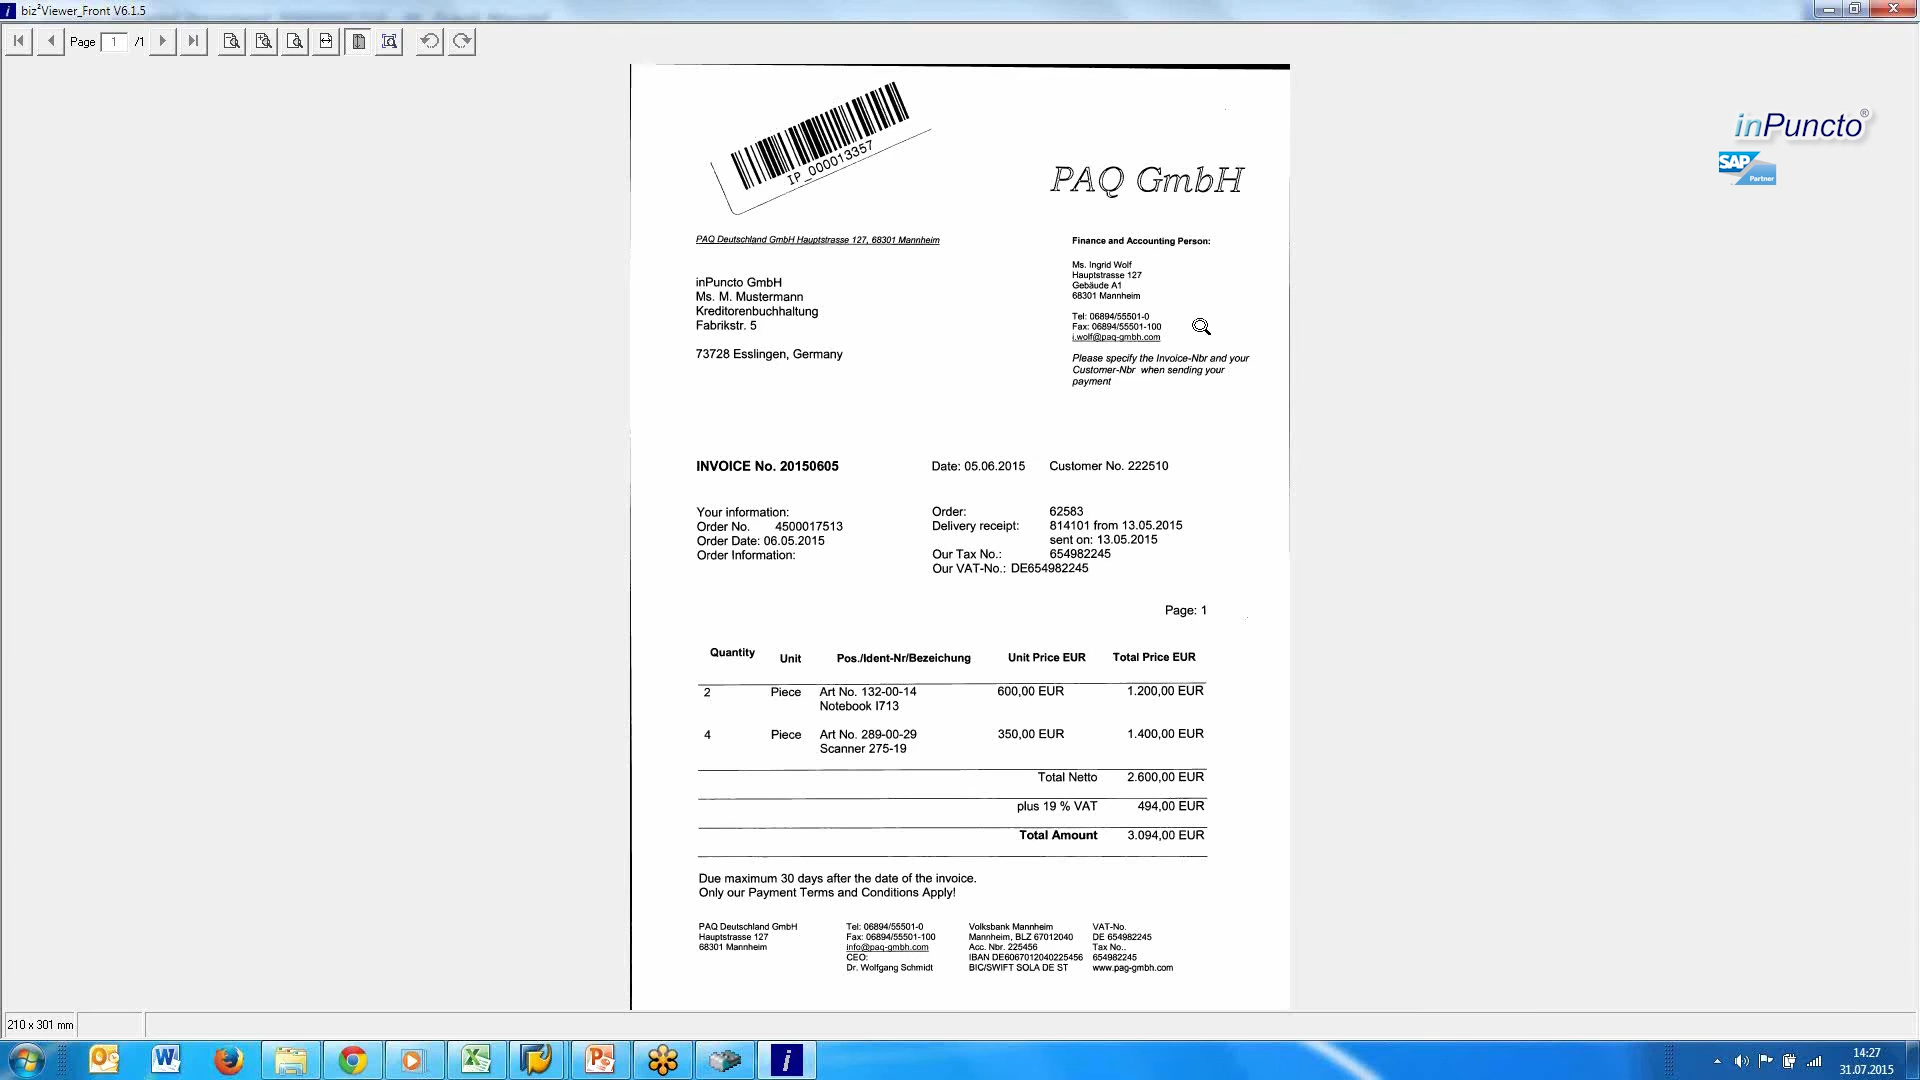 biz²Viewer_Front V6.1.5
Page 1 /1
inPuncto®
SAP
Partner
IP_000013357
PAQ GmbH
PAQ Deutschland GmbH Hauptstrasse 127, 68301 Mannheim
Finance and Accounting Person:
Ms. Ingrid Wolf
Hauptstrasse 127
Gebäude A1
68301 Mannheim
Tel: 06894/55501-0
Fax: 06894/55501-100
i.wolf@paq-gmbh.com
Please specify the Invoice-Nbr and your
Customer-Nbr when sending your
payment
inPuncto GmbH
Ms. M. Mustermann
Kreditorenbuchhaltung
Fabrikstr. 5
73728 Esslingen, Germany
INVOICE No. 20150605 Date: 05.06.2015 Customer No. 222510
Your information:
Order No. 4500017513
Order Date: 06.05.2015
Order Information:
Order: 62583
Delivery receipt: 814101 from 13.05.2015
sent on: 13.05.2015
Our Tax No.: 654982245
Our VAT-No.: DE654982245
Page: 1
Quantity Unit Pos./Ident-Nr/Bezeichung Unit Price EUR Total Price EUR
2 Piece Art No. 132-00-14 600,00 EUR 1.200,00 EUR
Notebook I713
4 Piece Art No. 289-00-29 350,00 EUR 1.400,00 EUR
Scanner 275-19
Total Netto 2.600,00 EUR
plus 19 % VAT 494,00 EUR
Total Amount 3.094,00 EUR
Due maximum 30 days after the date of the invoice.
Only our Payment Terms and Conditions Apply!
PAQ Deutschland GmbH
Hauptstrasse 127
68301 Mannheim
Tel: 06894/55501-0
Fax: 06894/55501-100
info@paq-gmbh.com
CEO:
Dr. Wolfgang Schmidt
Volksbank Mannheim
Mannheim, BLZ 67012040
Acc. Nbr. 225456
IBAN DE6067012040225456
BIC/SWIFT SOLA DE ST
VAT-No.
DE 654982245
Tax No..
654982245
www.paq-gmbh.com
210 x 301 mm
14:27
31.07.2015